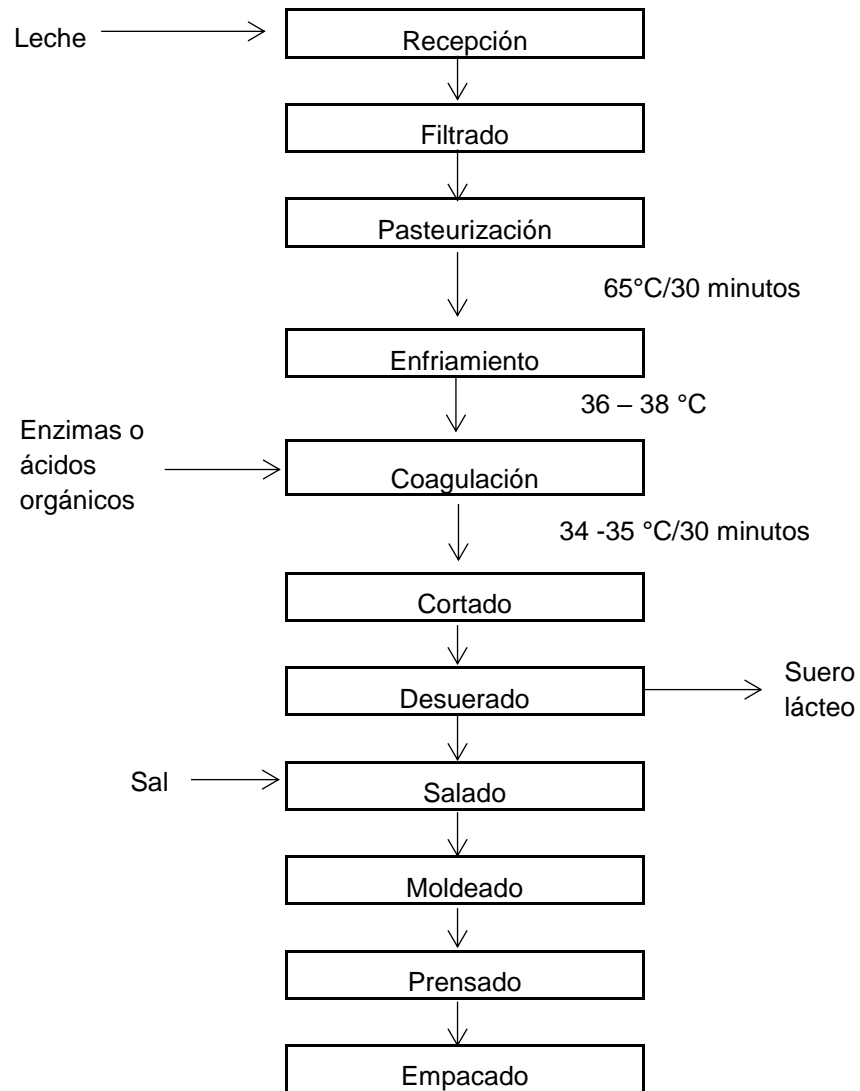 Leche
Recepción
Filtrado
Pasteurización
65°C/30 minutos
Enfriamiento
36 – 38 °C
Enzimas o
ácidos
orgánicos
Coagulación
34 -35 °C/30 minutos
Cortado
Desuerado
Suero
lácteo
Sal
Salado
Moldeado
Prensado
Empacado